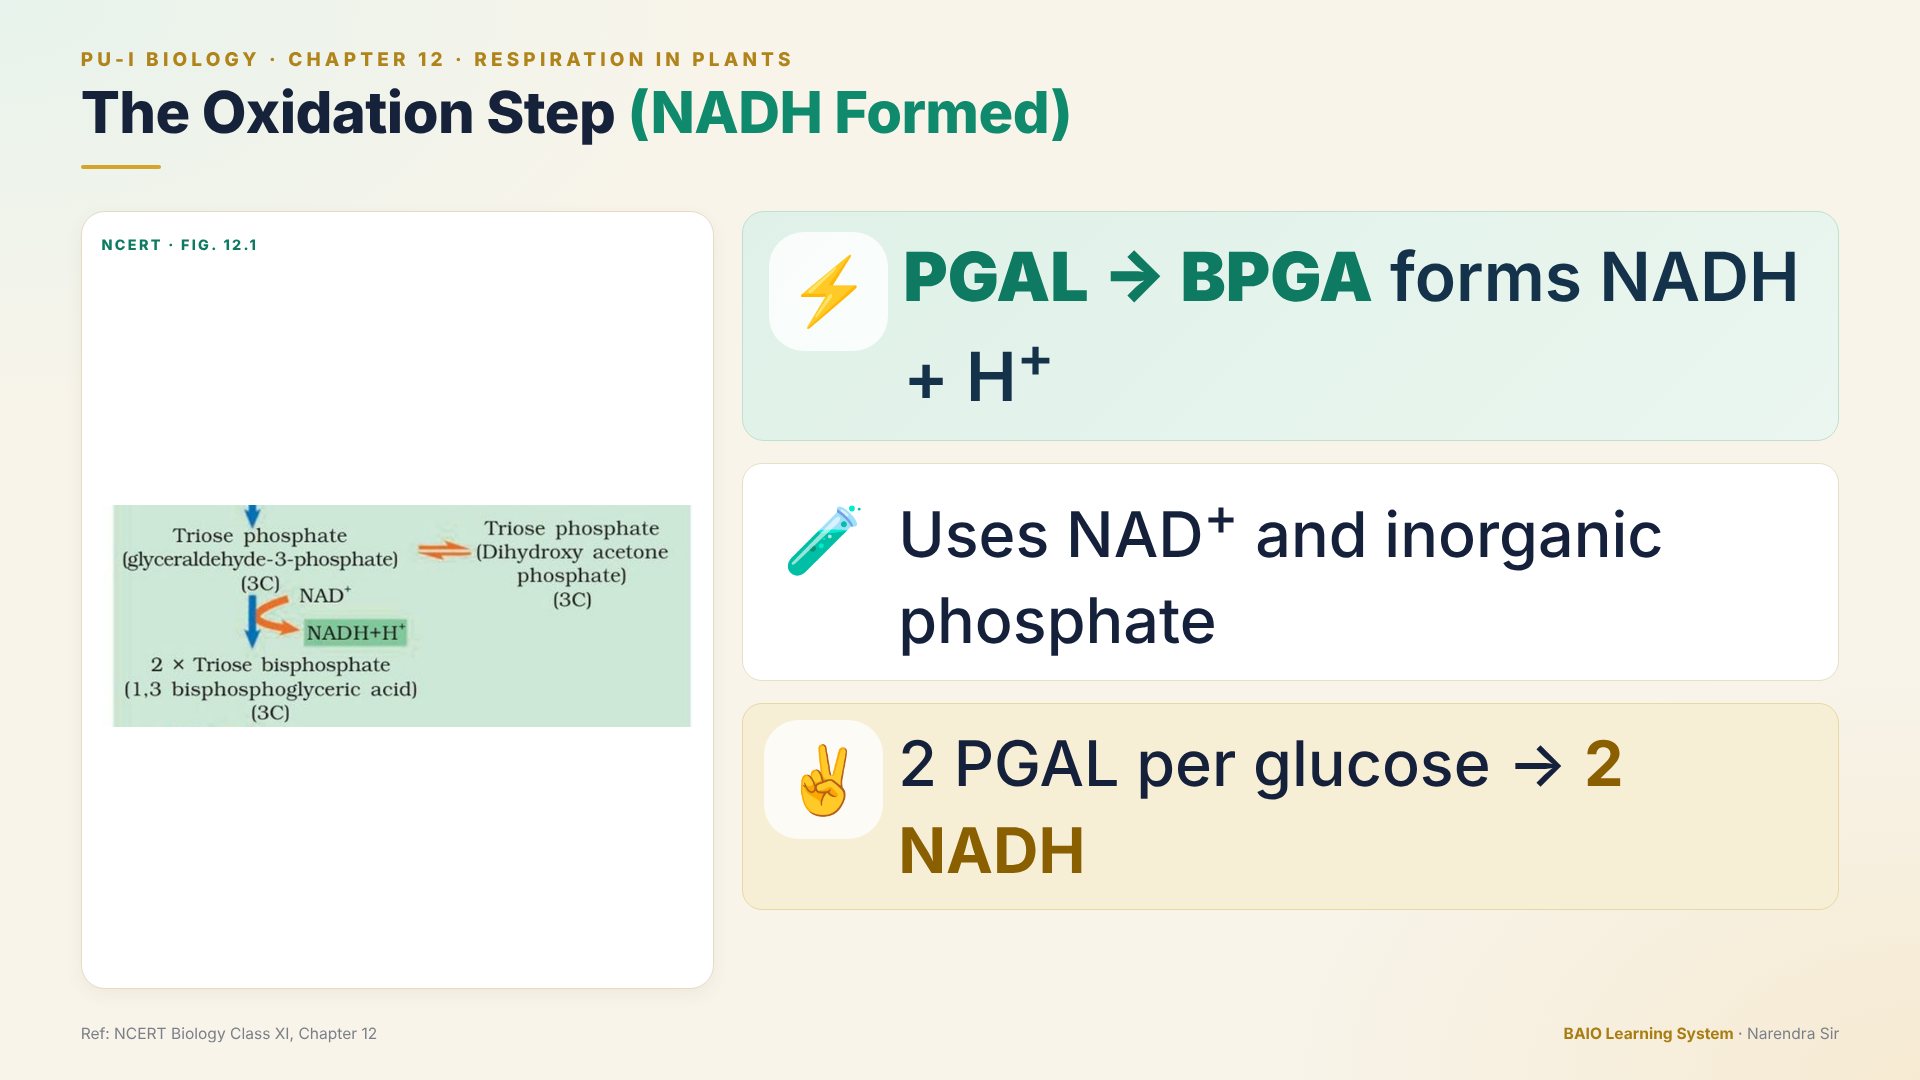 PU-I BIOLOGY · CHAPTER 12 · RESPIRATION IN PLANTS
The Oxidation Step (NADH Formed)
NCERT · FIG. 12.1
Triose phosphate
(glyceraldehyde-3-phosphate)
(3C)
Triose phosphate
(Dihydroxy acetone
phosphate)
(3C)
NAD⁺
NADH+H⁺
2 × Triose bisphosphate
(1,3 bisphosphoglyceric acid)
(3C)
PGAL → BPGA forms NADH
+ H⁺
Uses NAD⁺ and inorganic
phosphate
2 PGAL per glucose → 2
NADH
Ref: NCERT Biology Class XI, Chapter 12
BAIO Learning System · Narendra Sir